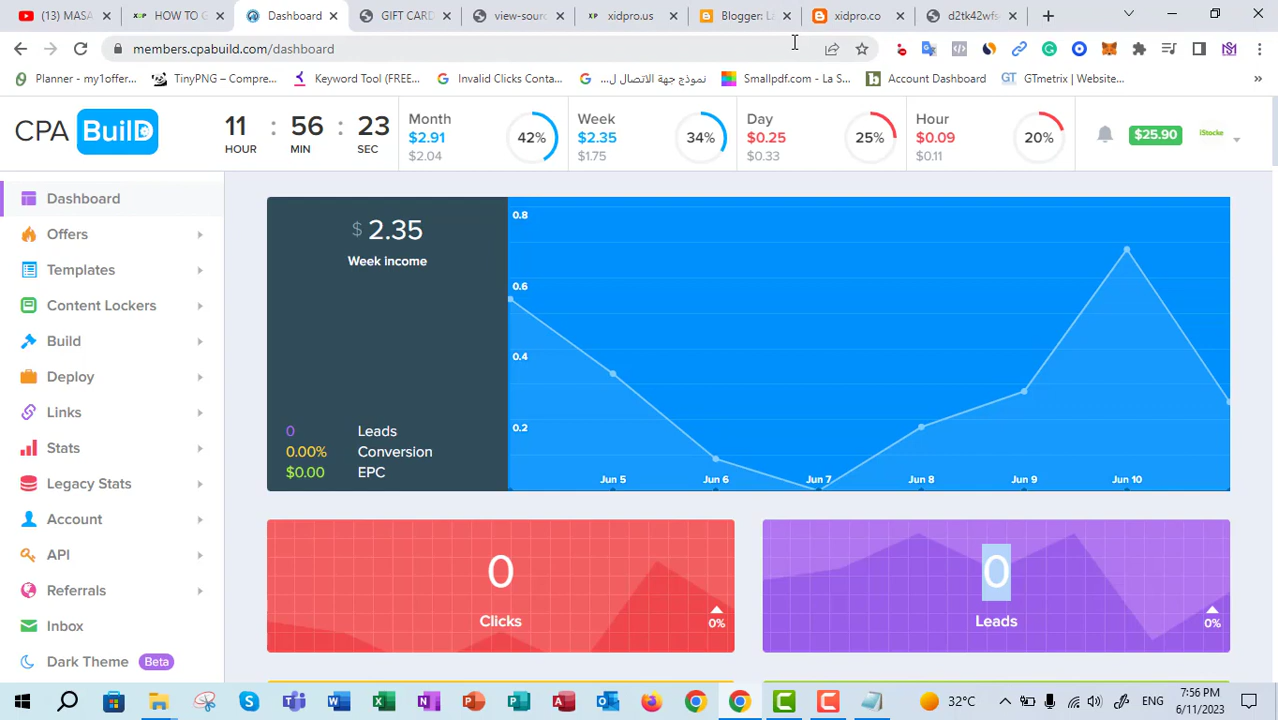 (13) MASA
HOW TO G
Dashboard
GIFT CARD
view-sour
xidpro.us
Blogger: La
xidpro.co
d2tk42wfs
members.cpabuild.com/dashboard
Planner - my1offer...
TinyPNG – Compre...
Keyword Tool (FREE...
Invalid Clicks Conta...
نموذج جهة الاتصال ل...
Smallpdf.com - La S...
Account Dashboard
GTmetrix | Website...
CPA BuilD
11 : 56 : 23
HOUR MIN SEC
Month
$2.91
$2.04
42%
Week
$2.35
$1.75
34%
Day
$0.25
$0.33
25%
Hour
$0.09
$0.11
20%
$25.90
iStocke
Dashboard
Offers
Templates
Content Lockers
Build
Deploy
Links
Stats
Legacy Stats
Account
API
Referrals
Inbox
Dark Theme Beta
$ 2.35
Week income
0 Leads
0.00% Conversion
$0.00 EPC
0.8
0.6
0.4
0.2
Jun 5 Jun 6 Jun 7 Jun 8 Jun 9 Jun 10
0
Clicks
0%
0
Leads
0%
32°C
ENG
7:56 PM
6/11/2023